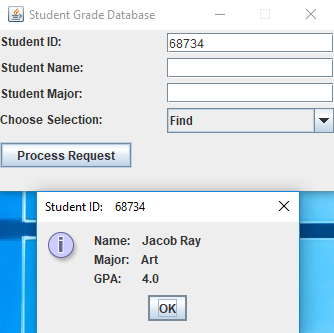 Student Grade Database
Student ID: 68734
Student Name:
Student Major:
Choose Selection: Find
Process Request
Student ID: 68734
Name: Jacob Ray
Major: Art
GPA: 4.0
OK